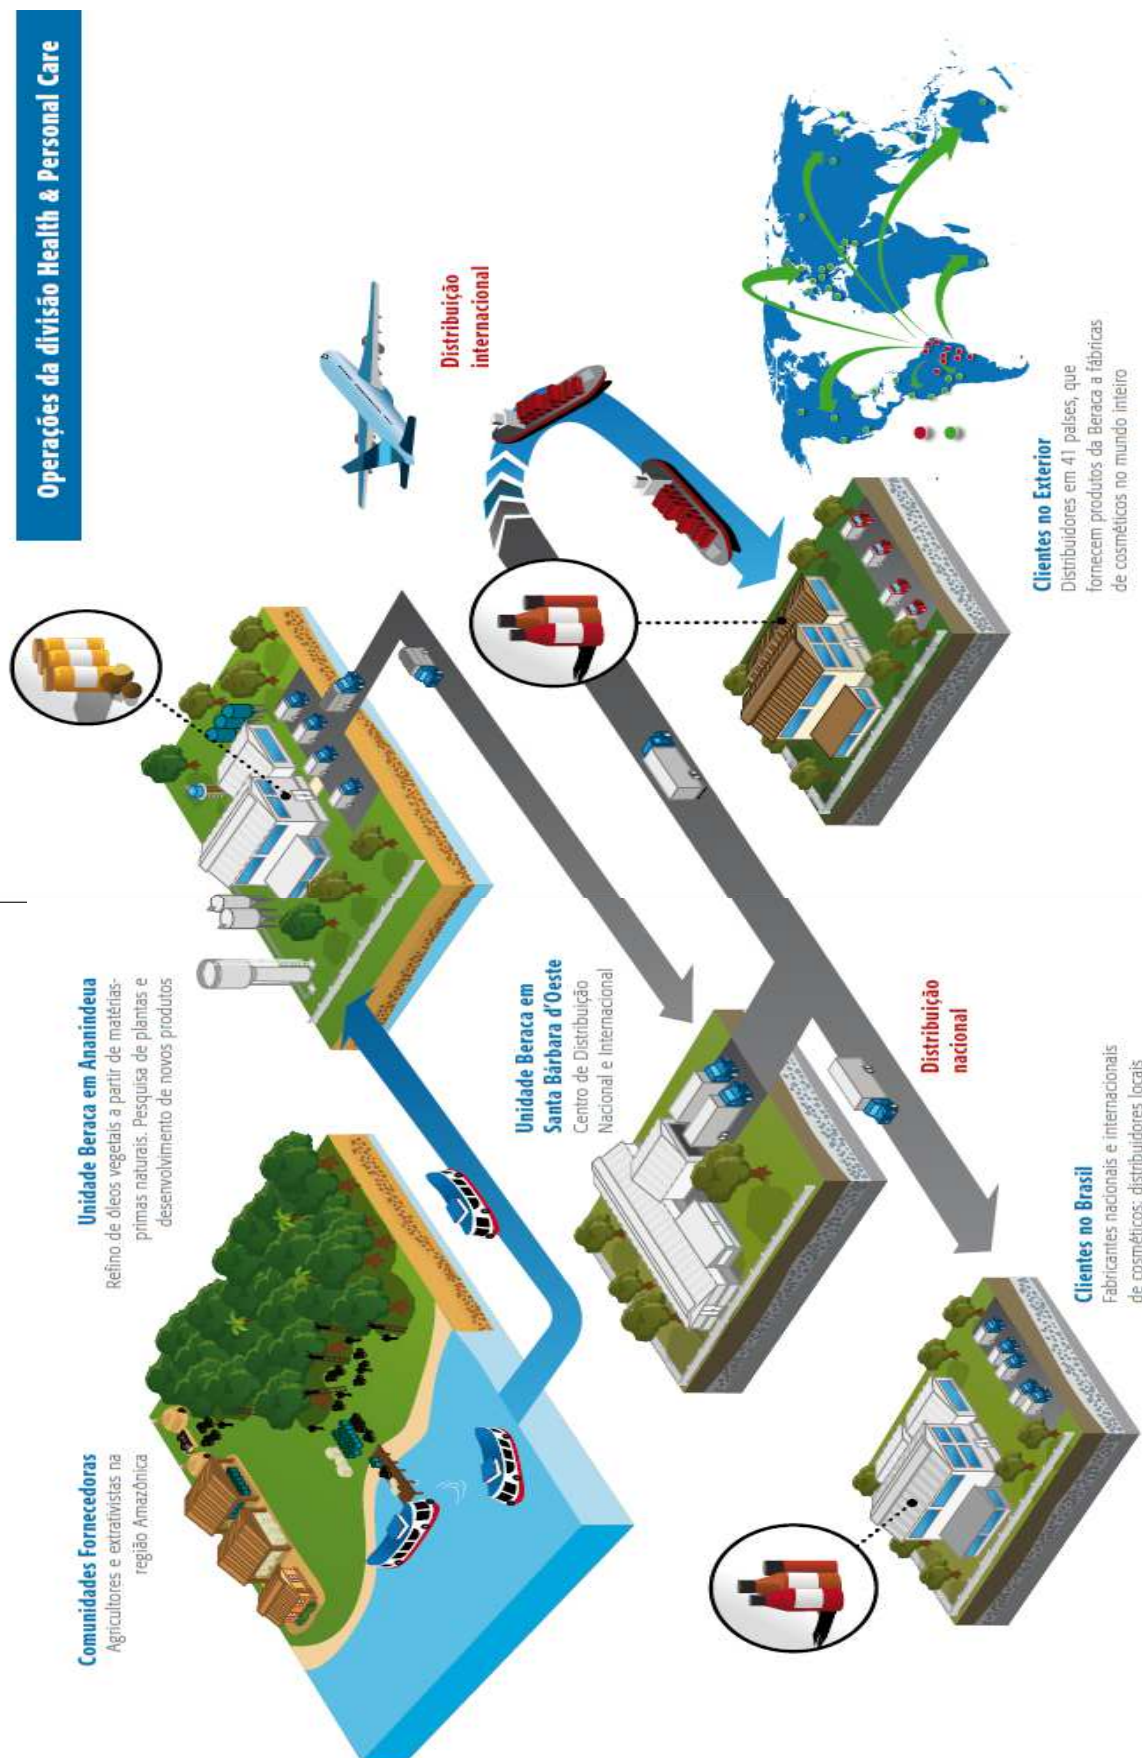 Operações da divisão Health & Personal Care
Comunidades Fornecedoras
Agricultores e extrativistas na
região Amazônica
Unidade Beraca em Ananindeua
Refino de óleos vegetais a partir de matérias-
primas naturais. Pesquisa de plantas e
desenvolvimento de novos produtos
Distribuição
internacional
Unidade Beraca em
Santa Bárbara d'Oeste
Centro de Distribuição
Nacional e Internacional
Distribuição
nacional
Clientes no Exterior
Distribuidores em 41 países, que
fornecem produtos da Beraca a fábricas
de cosméticos no mundo inteiro
Clientes no Brasil
Fabricantes nacionais e internacionais
de cosméticos; distribuidores locais